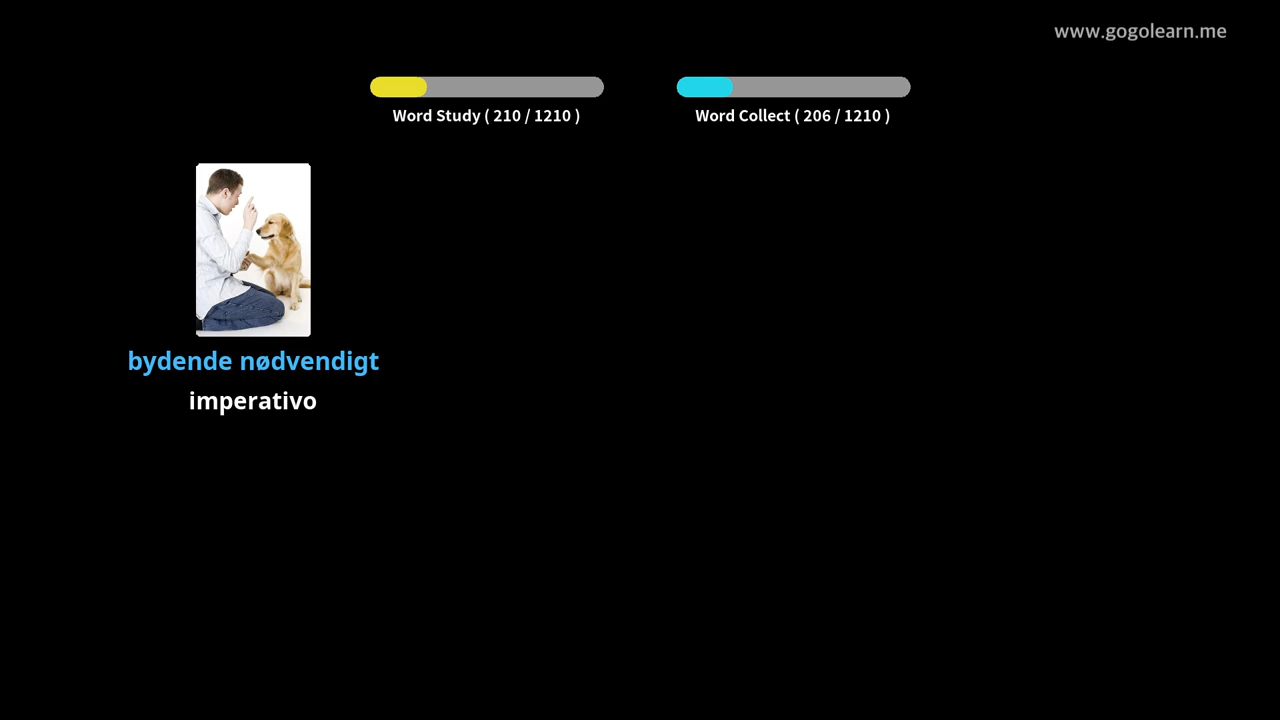 www.gogolearn.me
Word Study ( 210 / 1210 )
Word Collect ( 206 / 1210 )
bydende nødvendigt
imperativo